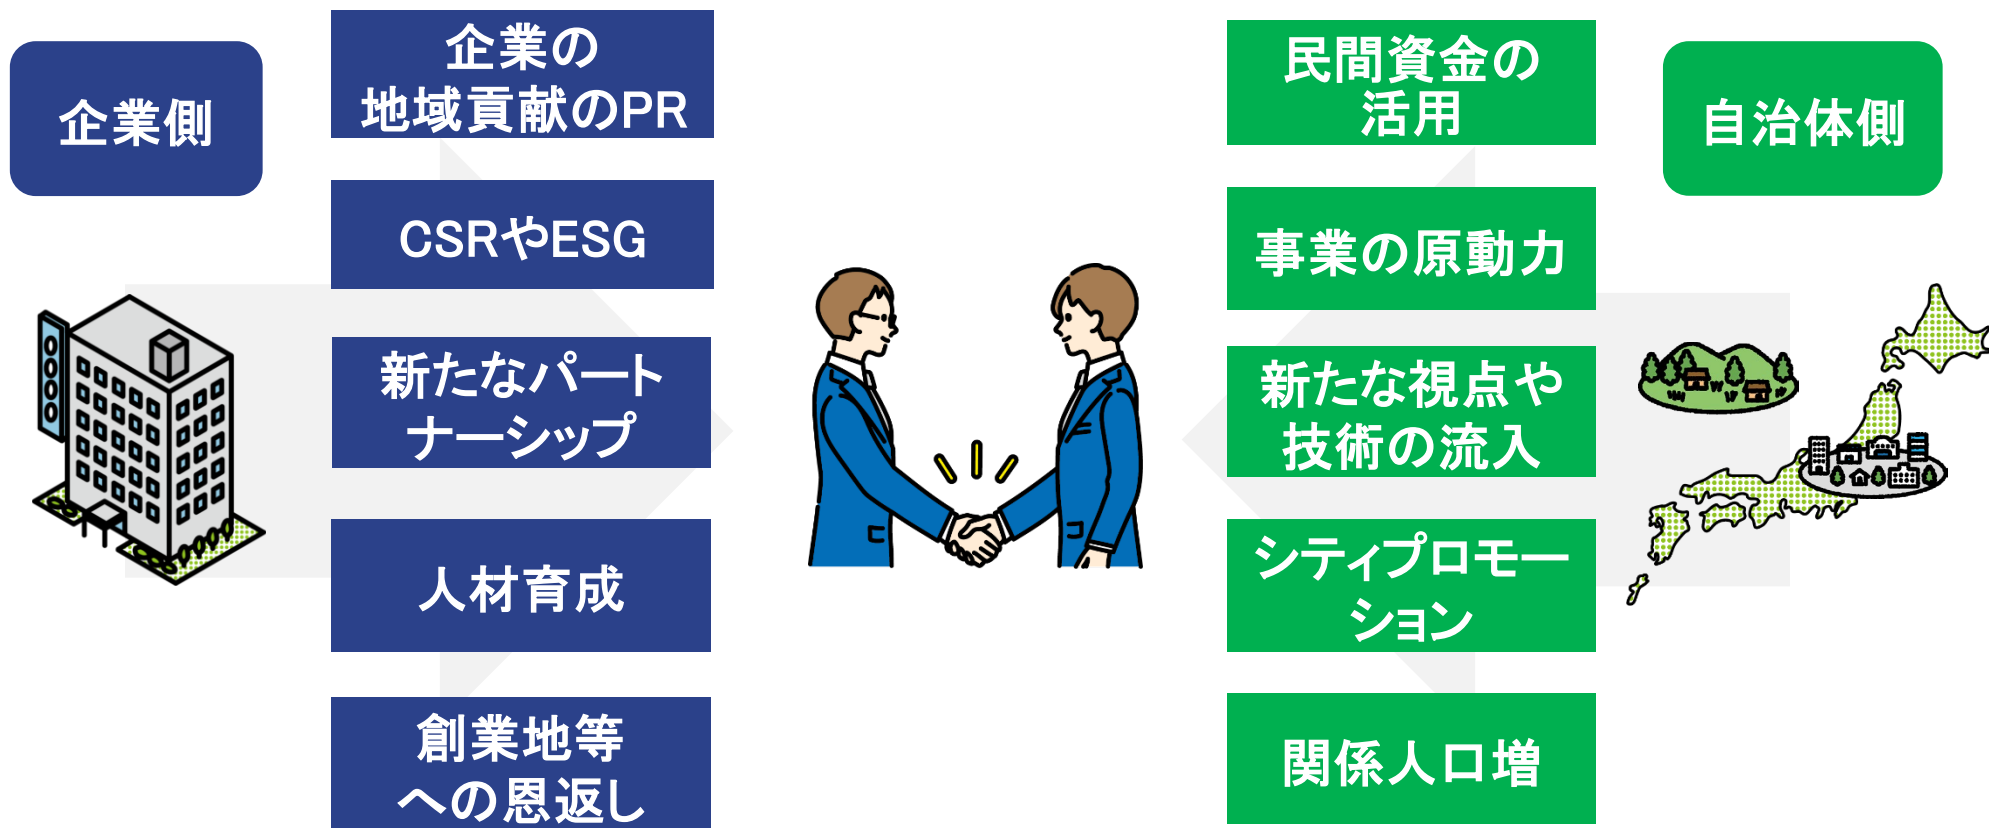 企業側
企業の
地域貢献のPR
CSRやESG
新たなパート
ナーシップ
人材育成
創業地等
への恩返し
民間資金の
活用
事業の原動力
新たな視点や
技術の流入
シティプロモー
ション
関係人口増
自治体側